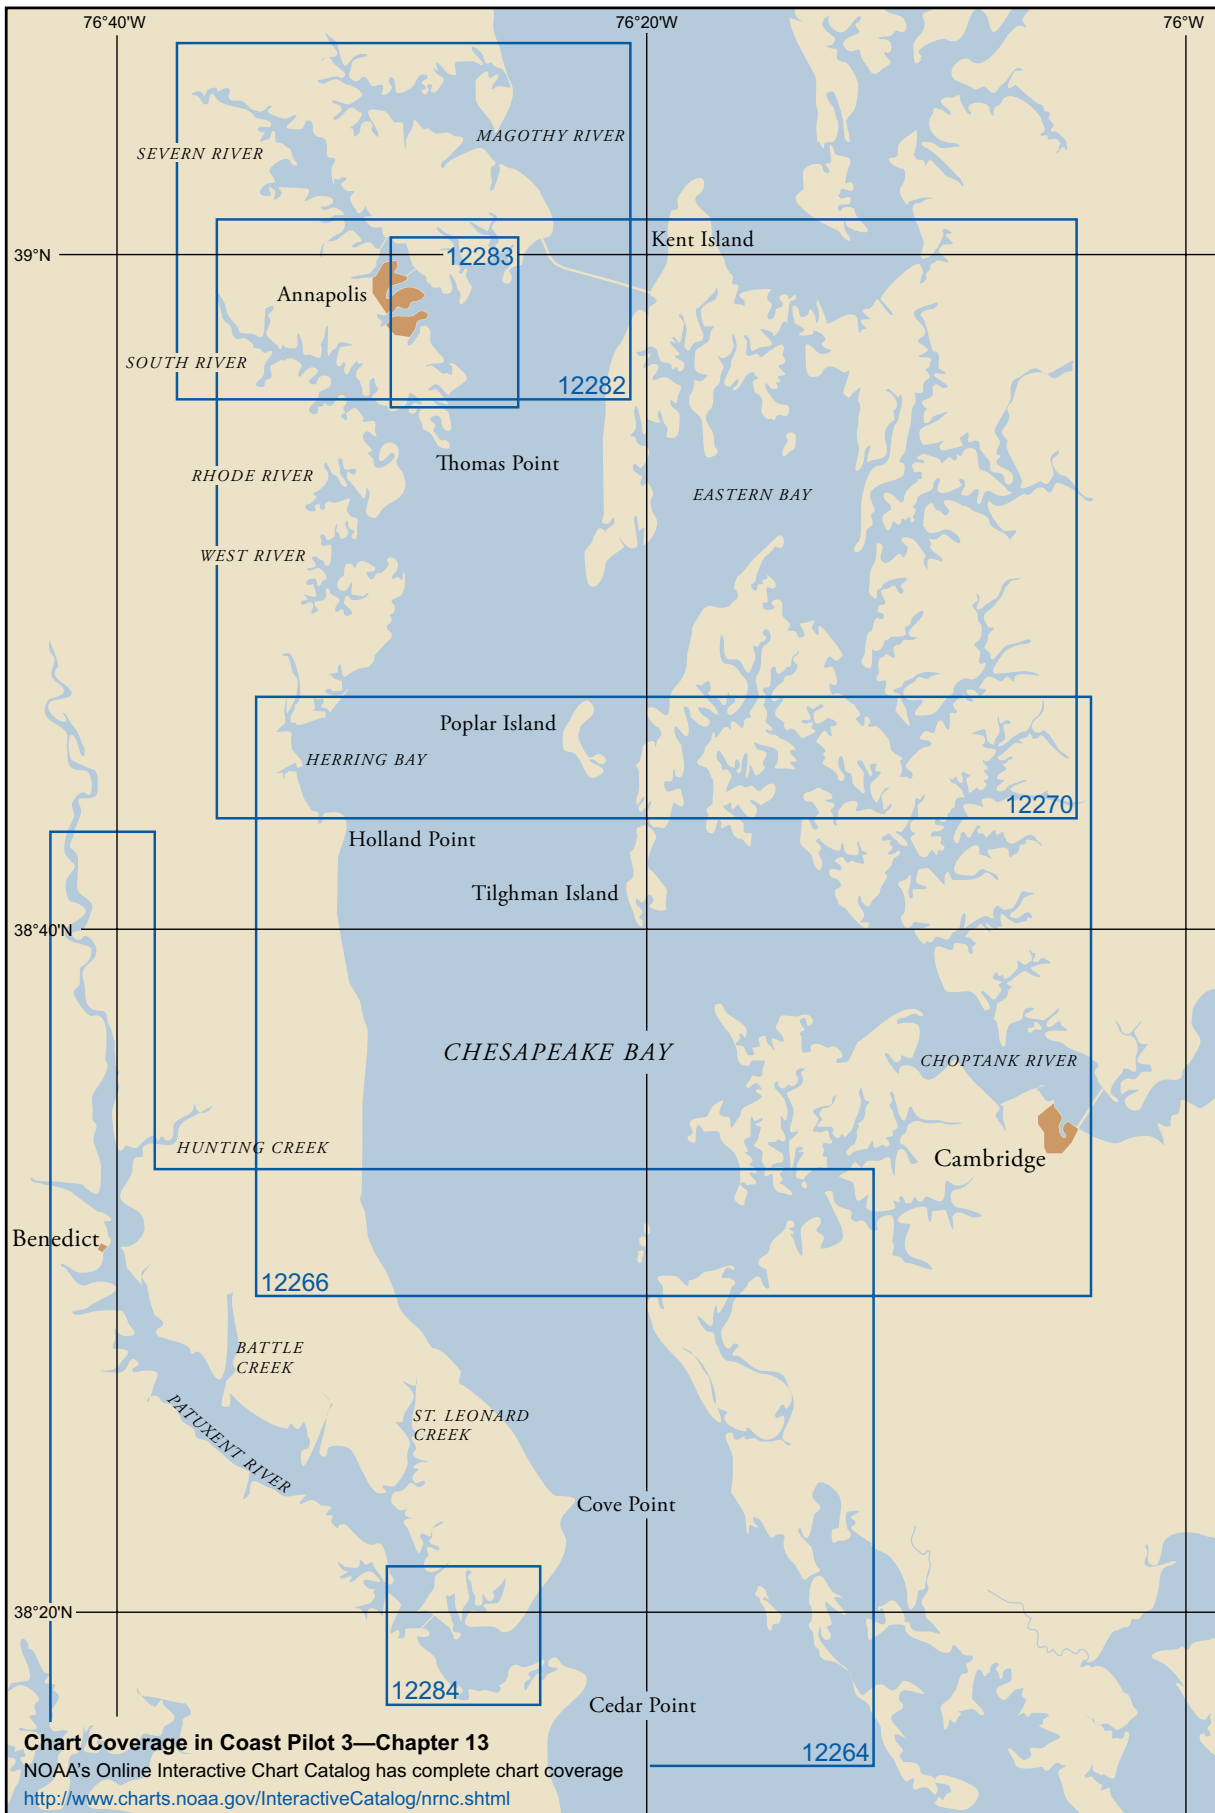 76°40'W
76°20'W
76°W
MAGOTHY RIVER
SEVERN RIVER
Kent Island
39°N
12283
Annapolis
SOUTH RIVER
12282
Thomas Point
RHODE RIVER
EASTERN BAY
WEST RIVER
Poplar Island
HERRING BAY
12270
Holland Point
Tilghman Island
38°40'N
CHESAPEAKE BAY
CHOPTANK RIVER
HUNTING CREEK
Cambridge
Benedict
12266
BATTLE
CREEK
PATUXENT RIVER
ST. LEONARD
CREEK
Cove Point
38°20'N
12284
Cedar Point
12264
Chart Coverage in Coast Pilot 3—Chapter 13
NOAA's Online Interactive Chart Catalog has complete chart coverage
http://www.charts.noaa.gov/InteractiveCatalog/nrnc.shtml